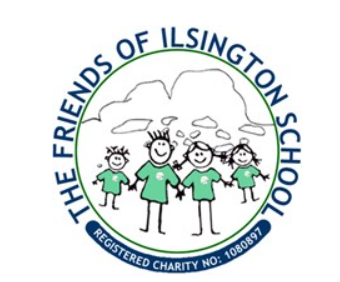 THE FRIENDS OF ILSINGTON SCHOOL
REGISTERED CHARITY NO: 1080897